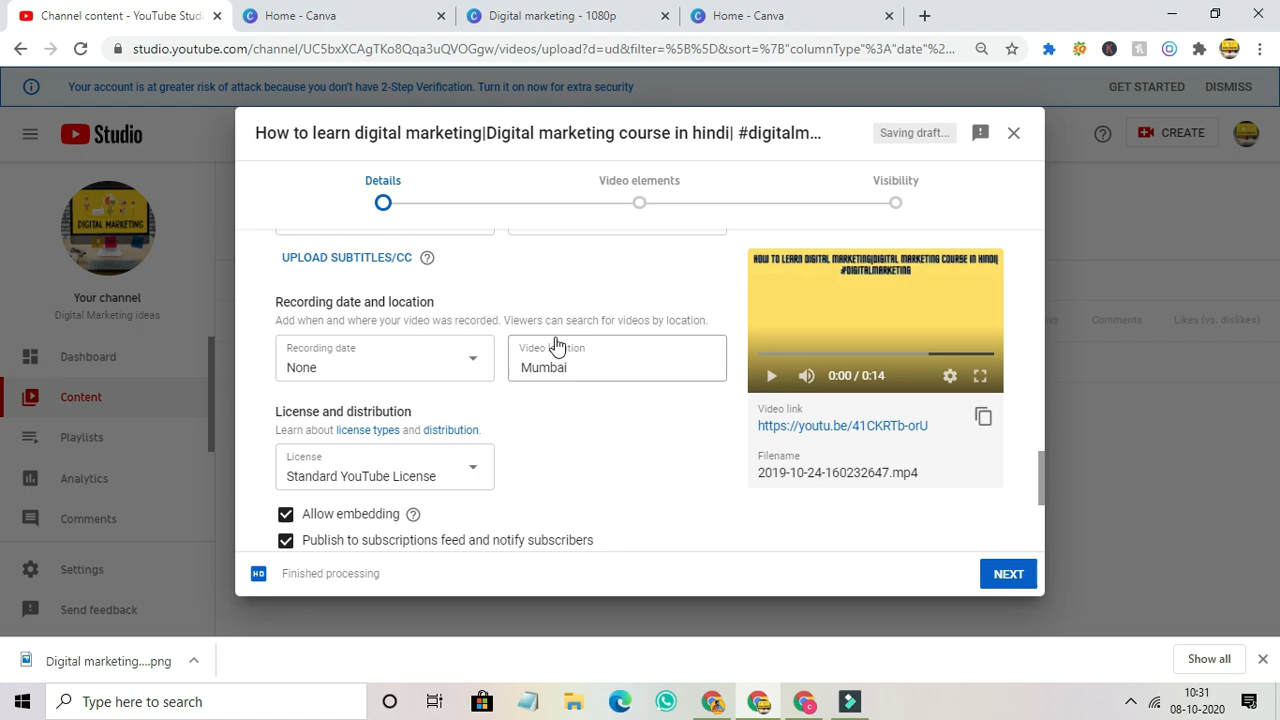 Channel content - YouTube Studi
Home - Canva
Digital marketing - 1080p
Home - Canva
studio.youtube.com/channel/UC5bxXCAgTKo8Qqa3uQVOGgw/videos/upload?d=ud&filter=%5B%5D&sort=%7B"columnType"%3A"date"%2...
Your account is at greater risk of attack because you don't have 2-Step Verification. Turn it on now for extra security
GET STARTED
DISMISS
Studio
CREATE
How to learn digital marketing|Digital marketing course in hindi| #digitalm...
Saving draft...
Details
Video elements
Visibility
DIGITAL MARKETING
Your channel
Digital Marketing ideas
Dashboard
Content
Playlists
Analytics
Comments
Settings
Send feedback
UPLOAD SUBTITLES/CC
Recording date and location
Add when and where your video was recorded. Viewers can search for videos by location.
Recording date
None
Mumbai
License and distribution
Learn about license types and distribution.
License
Standard YouTube License
Allow embedding
Publish to subscriptions feed and notify subscribers
HOW TO LEARN DIGITAL MARKETING|DIGITAL MARKETING COURSE IN HINDI|
#DIGITALMARKETING
0:00 / 0:14
Video link
https://youtu.be/41CKRTb-orU
Filename
2019-10-24-160232647.mp4
Comments
Likes (vs. dislikes)
HD
Finished processing
NEXT
Digital marketing....png
Show all
Type here to search
00:31
08-10-2020